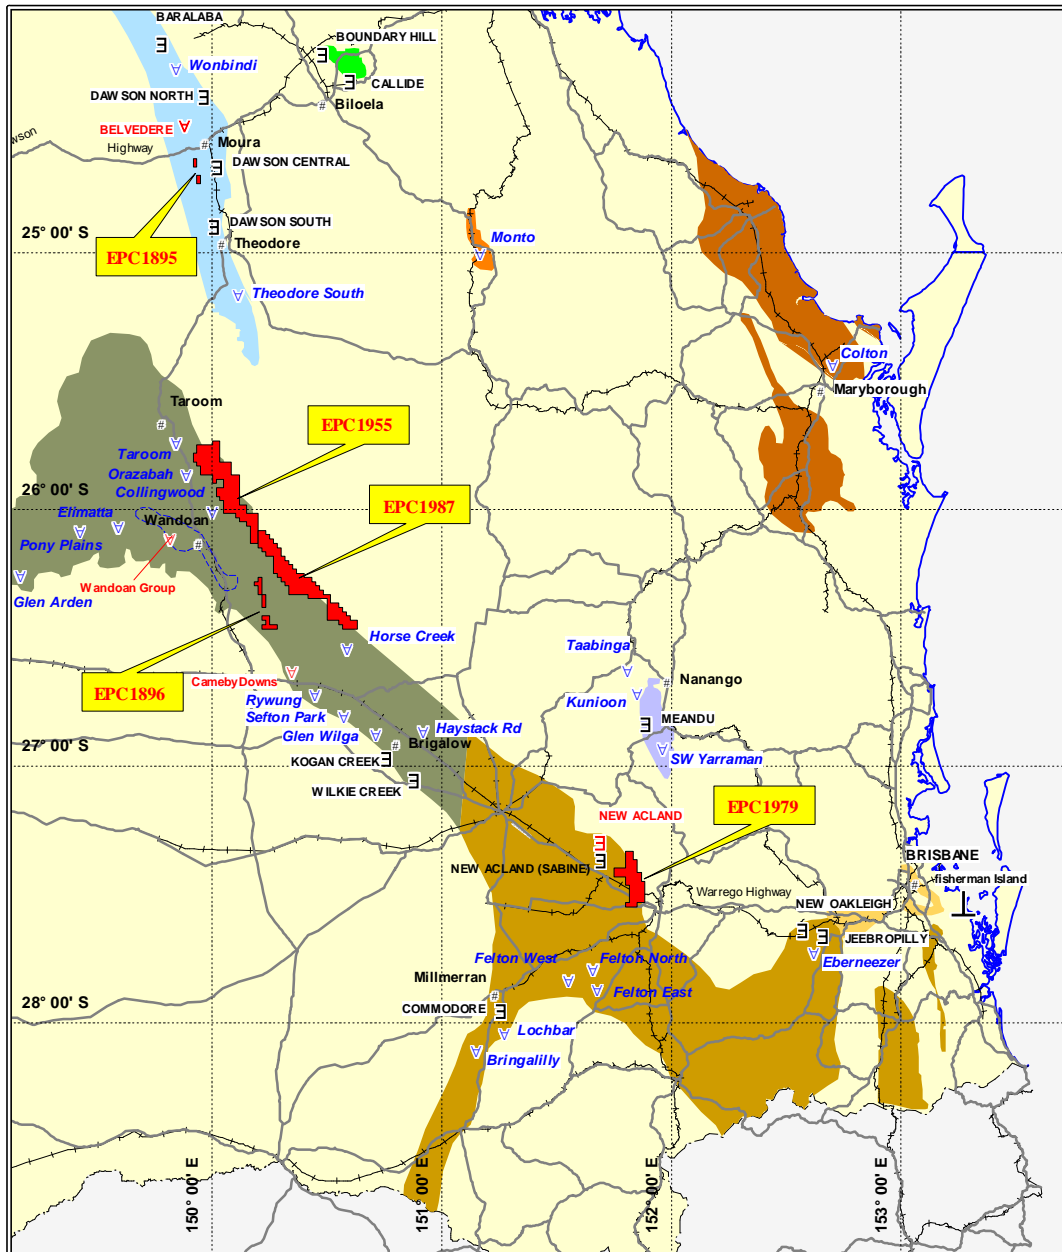 BARALABA
BOUNDARY HILL
Wonbindi
CALLIDE
DAWSON NORTH
Biloela
BELVEDERE
Highway
Moura
DAWSON CENTRAL
DAWSON SOUTH
25° 00' S
Monto
Theodore
EPC1895
Theodore South
Colton
Maryborough
Taroom
EPC1955
Taroom
Orazabah
26° 00' S
Collingwood
EPC1987
Elimatta
Wandoan
Pony Plains
Wandoan Group
Glen Arden
Horse Creek
Taabinga
Cameby Downs
EPC1896
Nanango
Rywung
Kunioon
Sefton Park
MEANDU
Haystack Rd
Glen Wilga
27° 00' S
Brigalow
SW Yarraman
KOGAN CREEK
WILKIE CREEK
EPC1979
NEW ACLAND
BRISBANE
NEW ACLAND (SABINE)
fisherman Island
Warrego Highway
NEW OAKLEIGH
JEEBROPILLY
Felton West
Felton North
Eberneezer
Millmerran
Felton East
28° 00' S
COMMODORE
Lochbar
Bringalilly
150° 00' E
151° 00' E
152° 00' E
153° 00' E